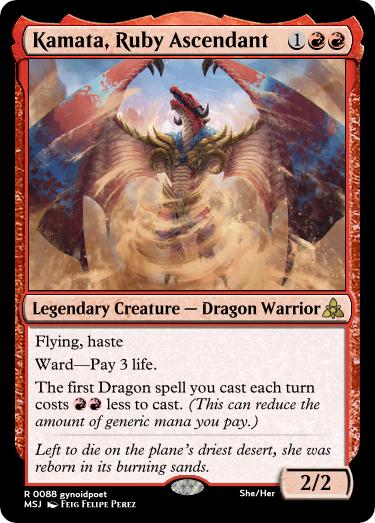 Kamata, Ruby Ascendant 1
Legendary Creature — Dragon Warrior
Flying, haste
Ward—Pay 3 life.
The first Dragon spell you cast each turn
costs less to cast. (This can reduce the
amount of generic mana you pay.)
Left to die on the plane's driest desert, she was
reborn in its burning sands.
2/2
R 0088 gynoidpoet She/Her
MSJ Feig Felipe Perez